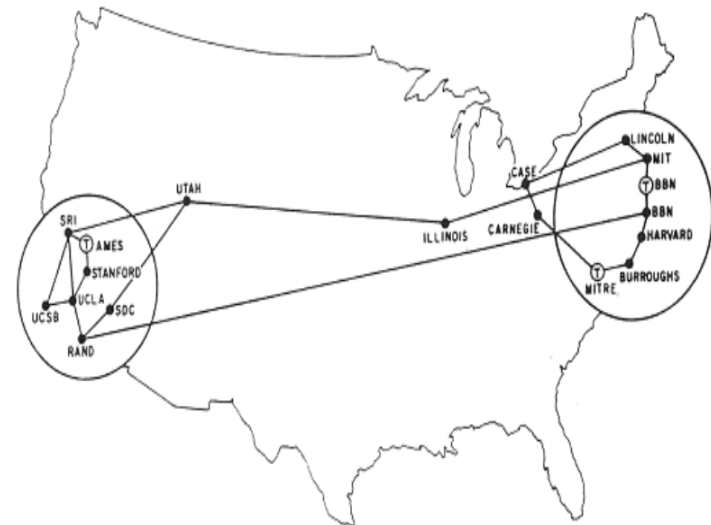 LINCOLN
MIT
CASE
T BBN
UTAH
BBN
SRI
ILLINOIS
CARNEGIE
HARVARD
T AMES
STANFORD
T
BURROUGHS
MITRE
UCLA
SDC
UCSB
RAND